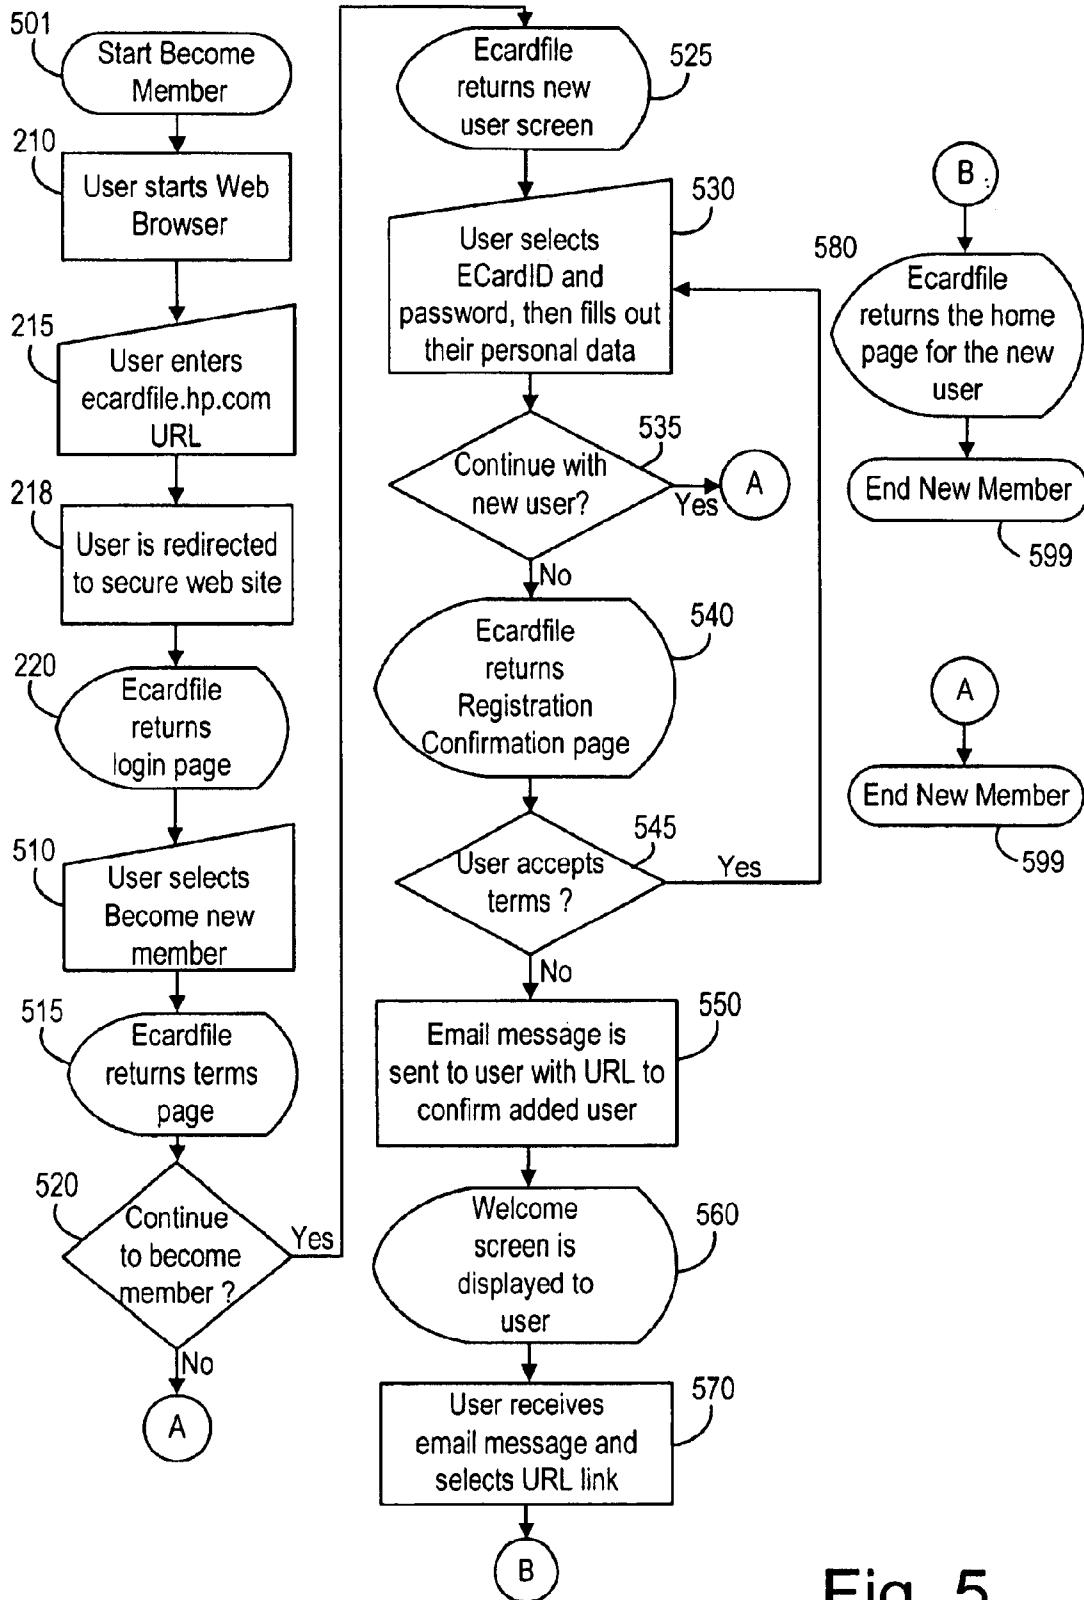 501
Start Become
Member
210
User starts Web
Browser
215
User enters
ecardfile.hp.com
URL
218
User is redirected
to secure web site
220
Ecardfile
returns
login page
510
User selects
Become new
member
515
Ecardfile
returns terms
page
520
Continue
to become
member ?
Yes
No
A
Ecardfile
returns new
user screen
525
530
User selects
ECardID and
password, then fills out
their personal data
535
Continue with
new user?
Yes
A
No
540
Ecardfile
returns
Registration
Confirmation page
545
User accepts
terms ?
Yes
No
550
Email message is
sent to user with URL to
confirm added user
560
Welcome
screen is
displayed to
user
570
User receives
email message and
selects URL link
B
B
580
Ecardfile
returns the home
page for the new
user
End New Member
599
A
End New Member
599
Fig. 5